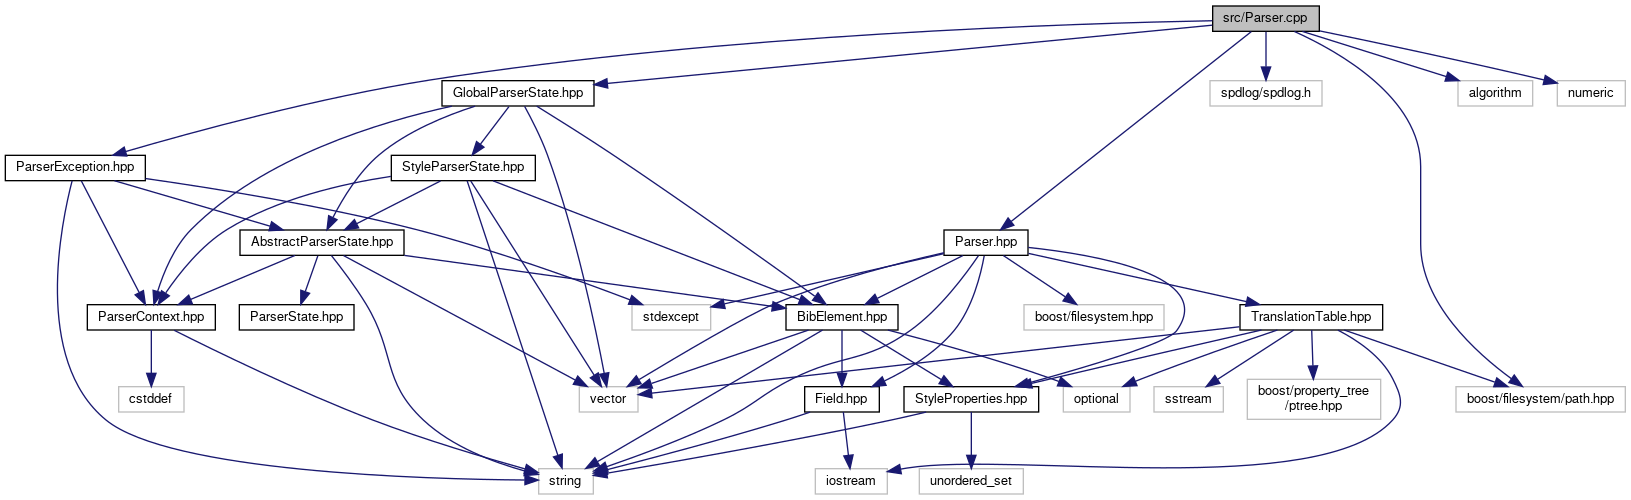 src/Parser.cpp
GlobalParserState.hpp
spdlog/spdlog.h
algorithm
numeric
ParserException.hpp
StyleParserState.hpp
AbstractParserState.hpp
Parser.hpp
ParserContext.hpp
ParserState.hpp
stdexcept
BibElement.hpp
boost/filesystem.hpp
TranslationTable.hpp
cstddef
vector
Field.hpp
StyleProperties.hpp
optional
sstream
boost/property_tree
/ptree.hpp
boost/filesystem/path.hpp
string
iostream
unordered_set